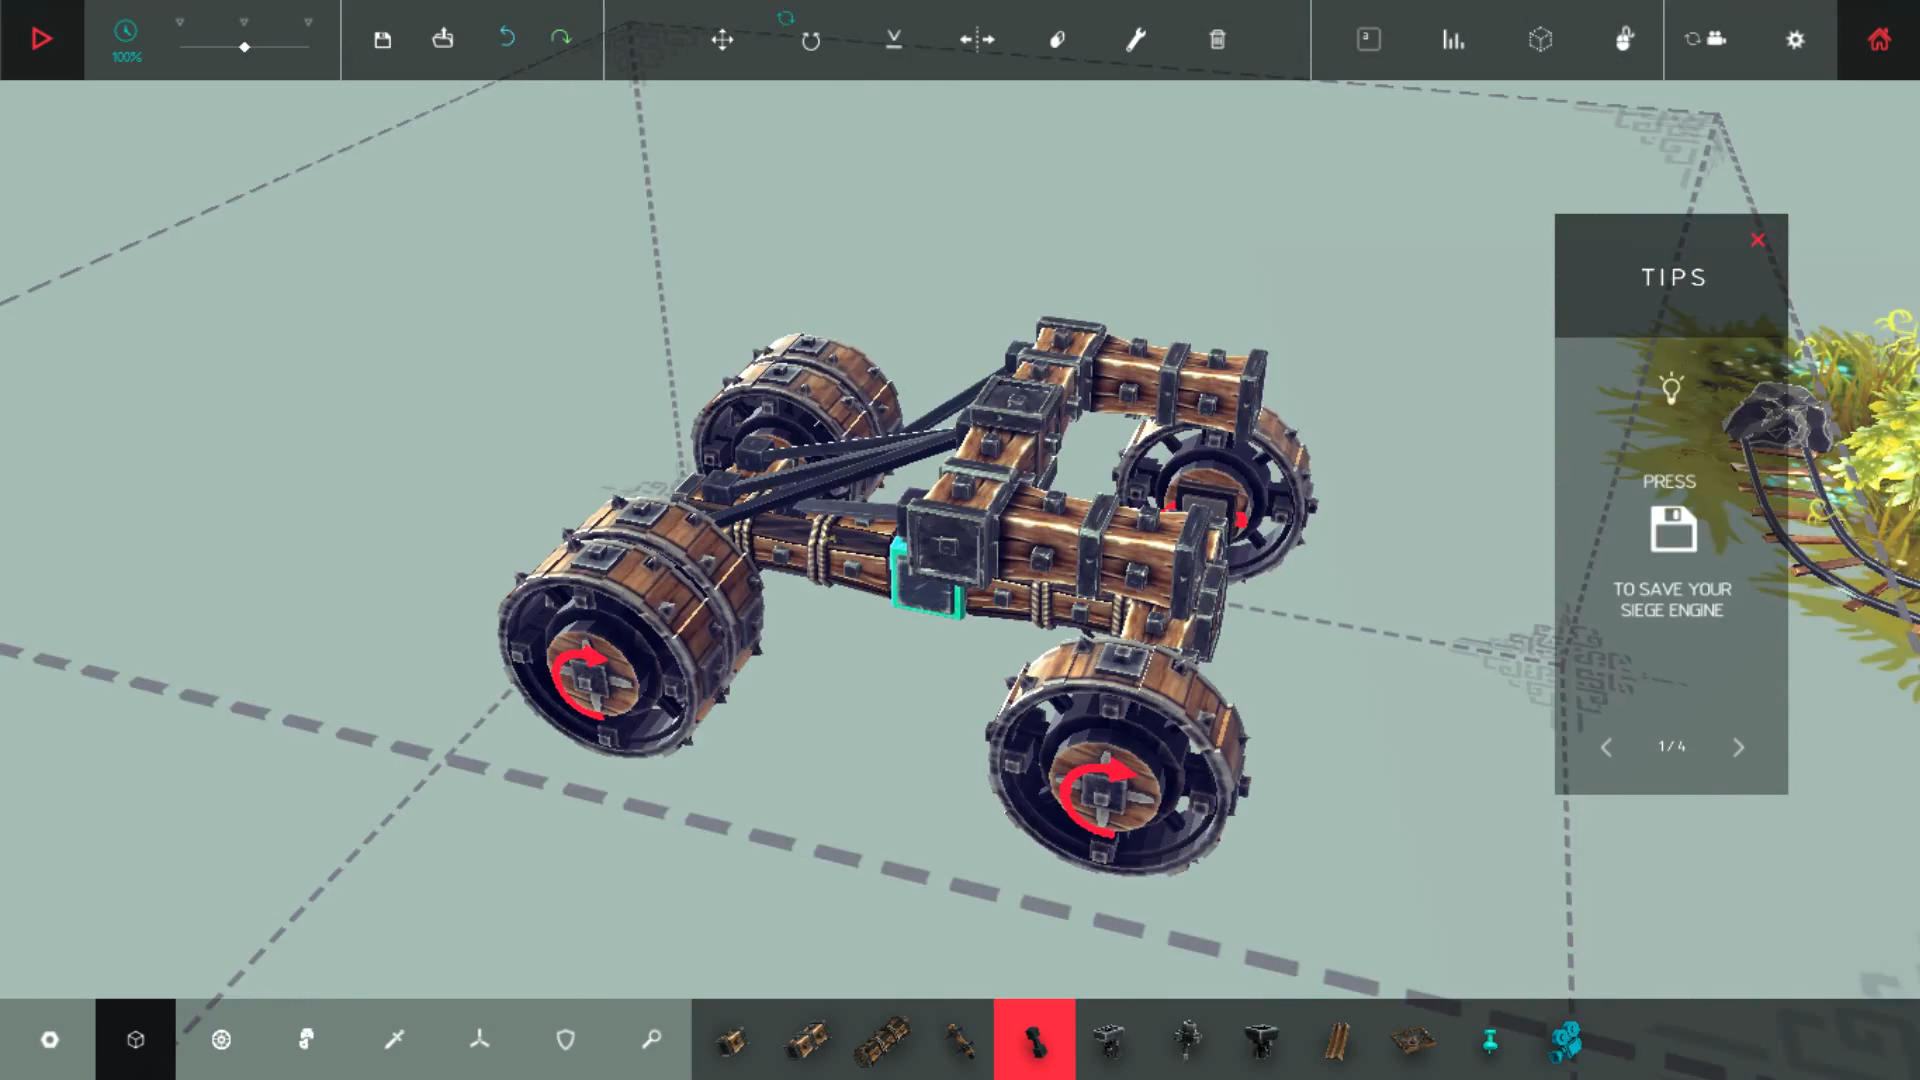 100%
a
TIPS
PRESS
TO SAVE YOUR
SIEGE ENGINE
1/4